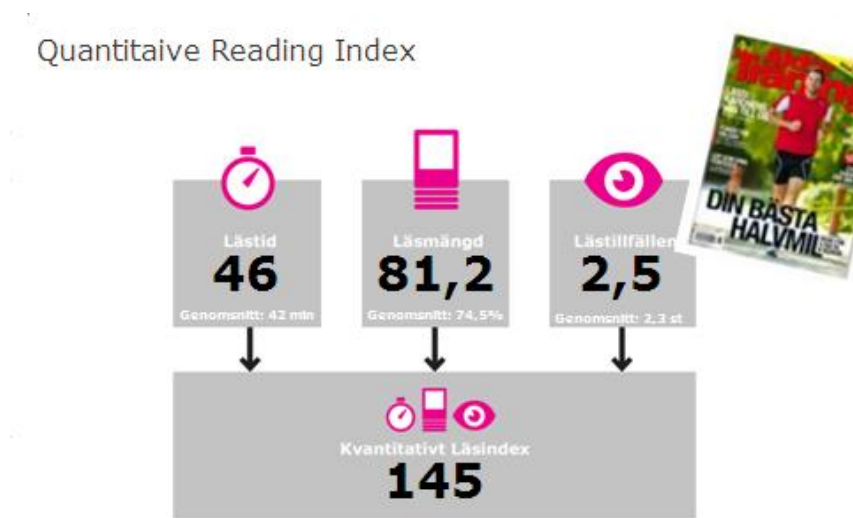 Quantitaive Reading Index
Lästid
46
Genomsnitt: 42 min
Läsmängd
81,2
Genomsnitt: 74,5%
Lästillfällen
2,5
Genomsnitt: 2,3 st
Kvantitativt Läsindex
145
DIN BÄSTA
HALVMIL